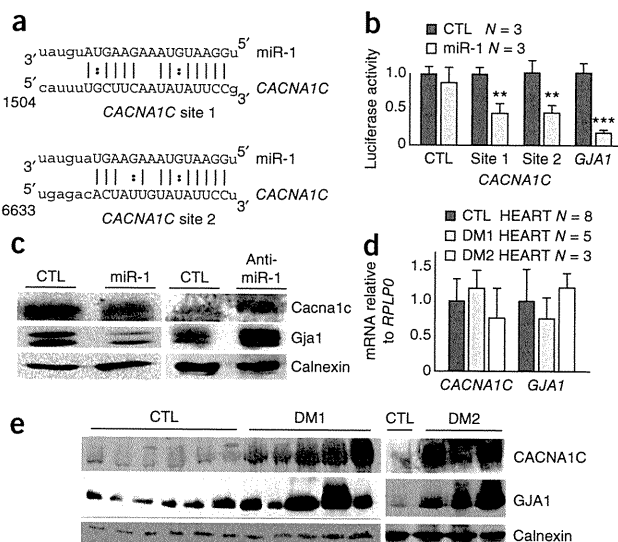 a
3' uauguAUGAAGAAAUGUAAGGu 5' miR-1
5' cauuuUGCUUCAAUAUAUUCCg 3' CACNA1C
1504
CACNA1C site 1
3' uauguaUGAAGAAAUGUAAGGu 5' miR-1
5' ugagacACUAUUGUAUAUUCCu 3' CACNA1C
6633
CACNA1C site 2
b
CTL N = 3
miR-1 N = 3
Luciferase activity
1.0
0.5
0
**
**
***
CTL Site 1 Site 2 GJA1
CACNA1C
c
CTL miR-1 CTL Anti-miR-1
Cacna1c
Gja1
Calnexin
d
CTL HEART N = 8
DM1 HEART N = 5
DM2 HEART N = 3
mRNA relative
to RPLP0
1.5
1.0
0.5
0
CACNA1C GJA1
e
CTL DM1 CTL DM2
CACNA1C
GJA1
Calnexin